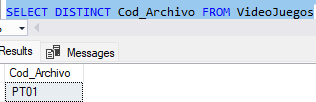 SELECT DISTINCT Cod_Archivo FROM VideoJuegos
Results Messages
Cod_Archivo
PT01